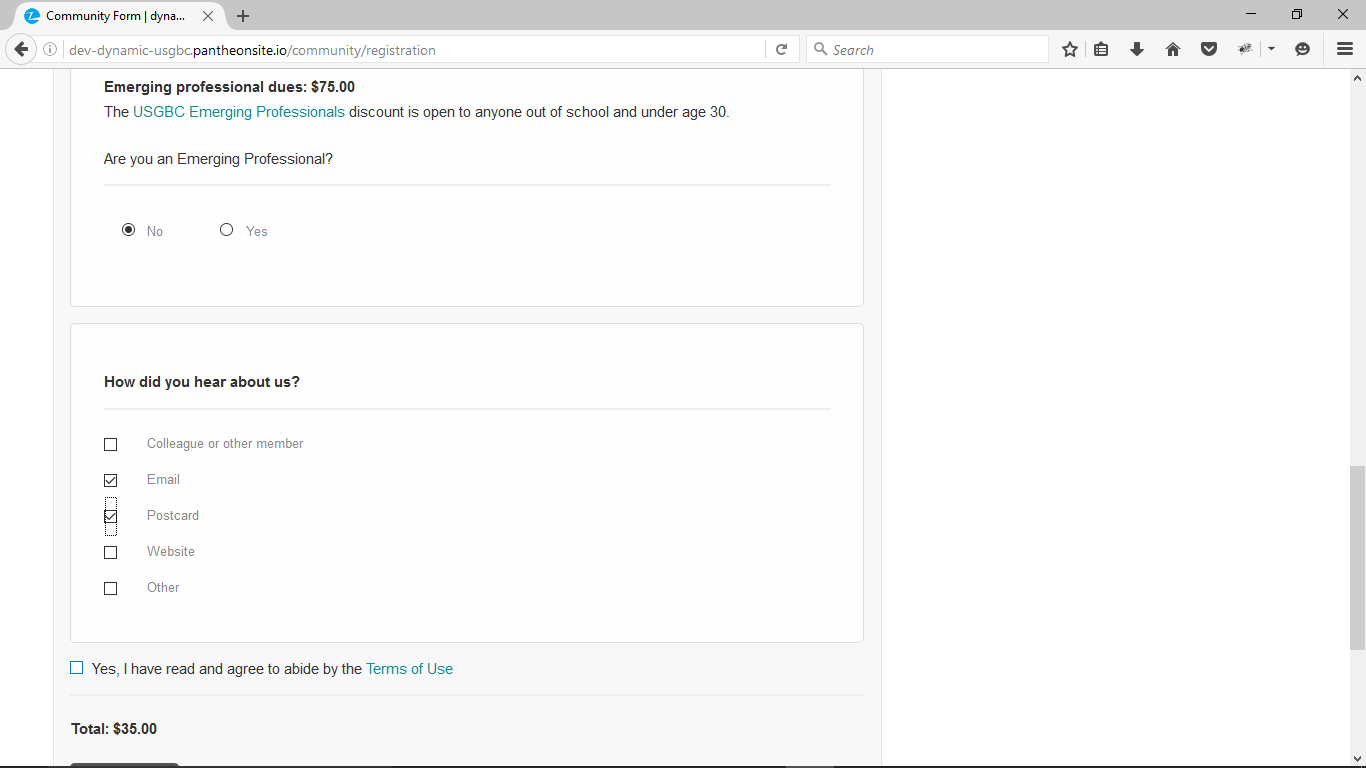 Community Form | dyna...
dev-dynamic-usgbc.pantheonsite.io/community/registration
Search
Emerging professional dues: $75.00
The USGBC Emerging Professionals discount is open to anyone out of school and under age 30.
Are you an Emerging Professional?
No Yes
How did you hear about us?
Colleague or other member
Email
Postcard
Website
Other
Yes, I have read and agree to abide by the Terms of Use
Total: $35.00